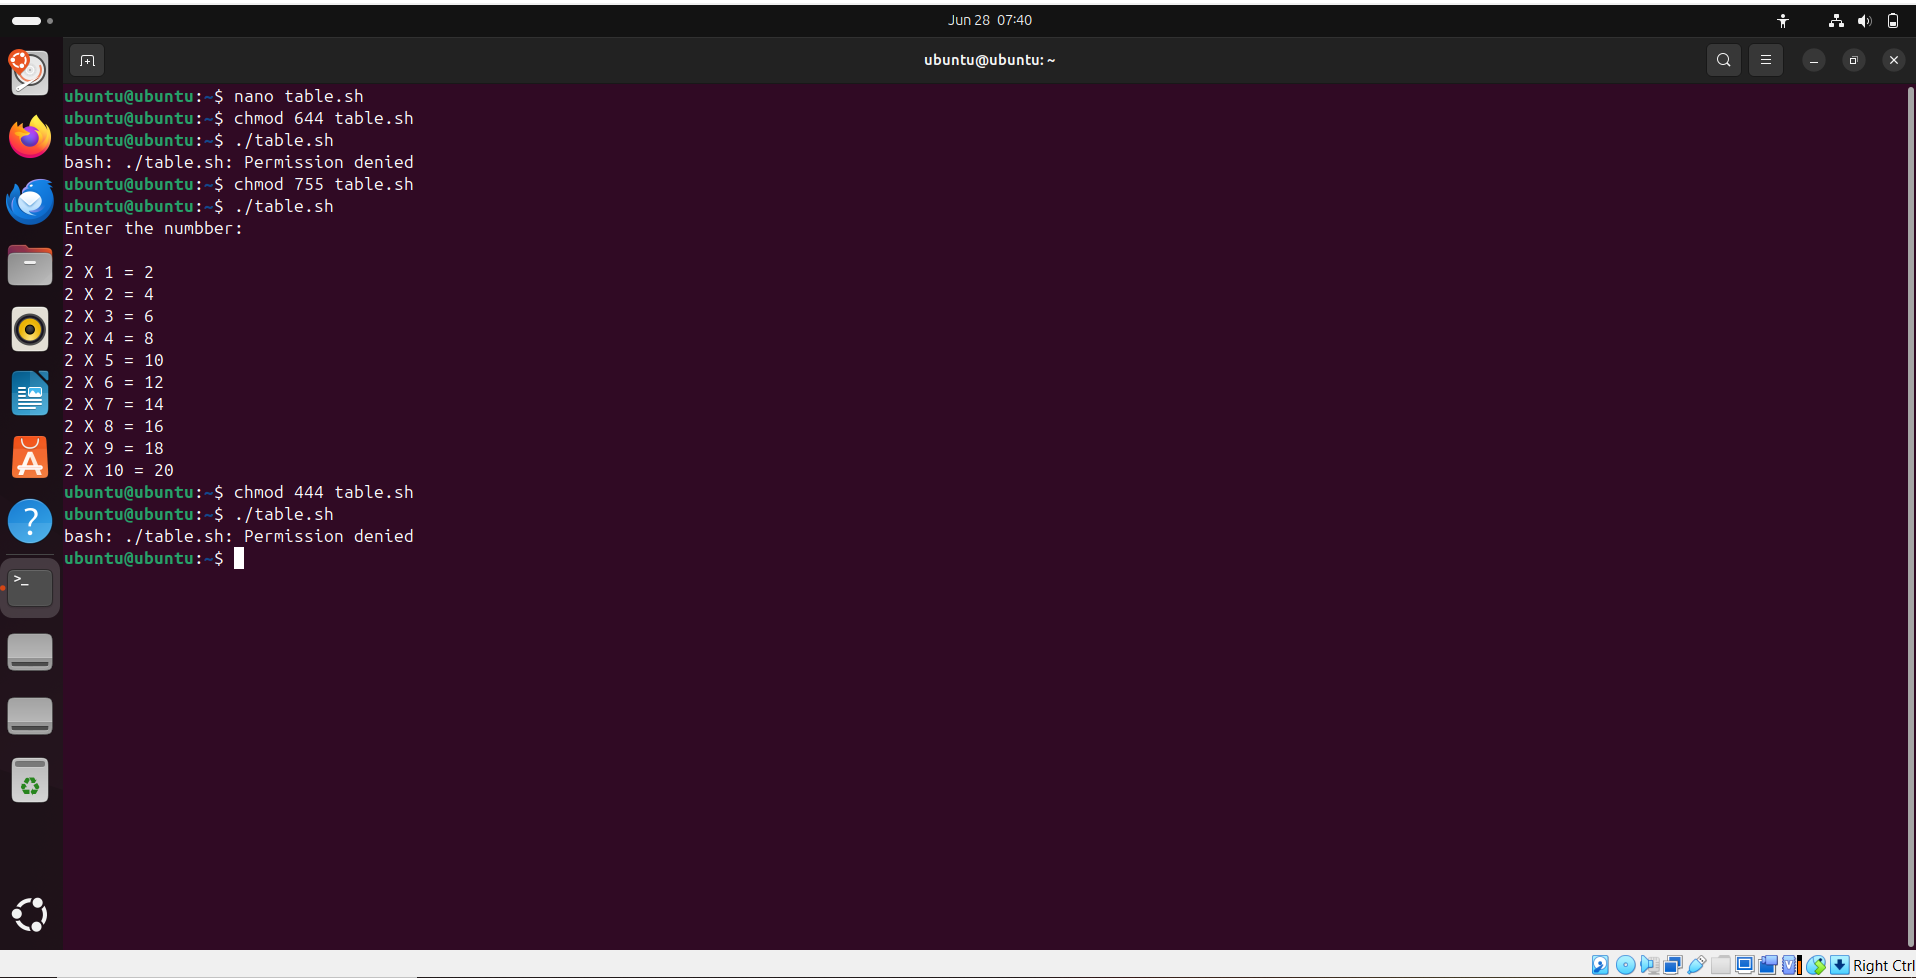 Jun 28 07:40
ubuntu@ubuntu: ~
ubuntu@ubuntu:~$ nano table.sh
ubuntu@ubuntu:~$ chmod 644 table.sh
ubuntu@ubuntu:~$ ./table.sh
bash: ./table.sh: Permission denied
ubuntu@ubuntu:~$ chmod 755 table.sh
ubuntu@ubuntu:~$ ./table.sh
Enter the numbber:
2
2 X 1 = 2
2 X 2 = 4
2 X 3 = 6
2 X 4 = 8
2 X 5 = 10
2 X 6 = 12
2 X 7 = 14
2 X 8 = 16
2 X 9 = 18
2 X 10 = 20
ubuntu@ubuntu:~$ chmod 444 table.sh
ubuntu@ubuntu:~$ ./table.sh
bash: ./table.sh: Permission denied
ubuntu@ubuntu:~$
Right Ctrl